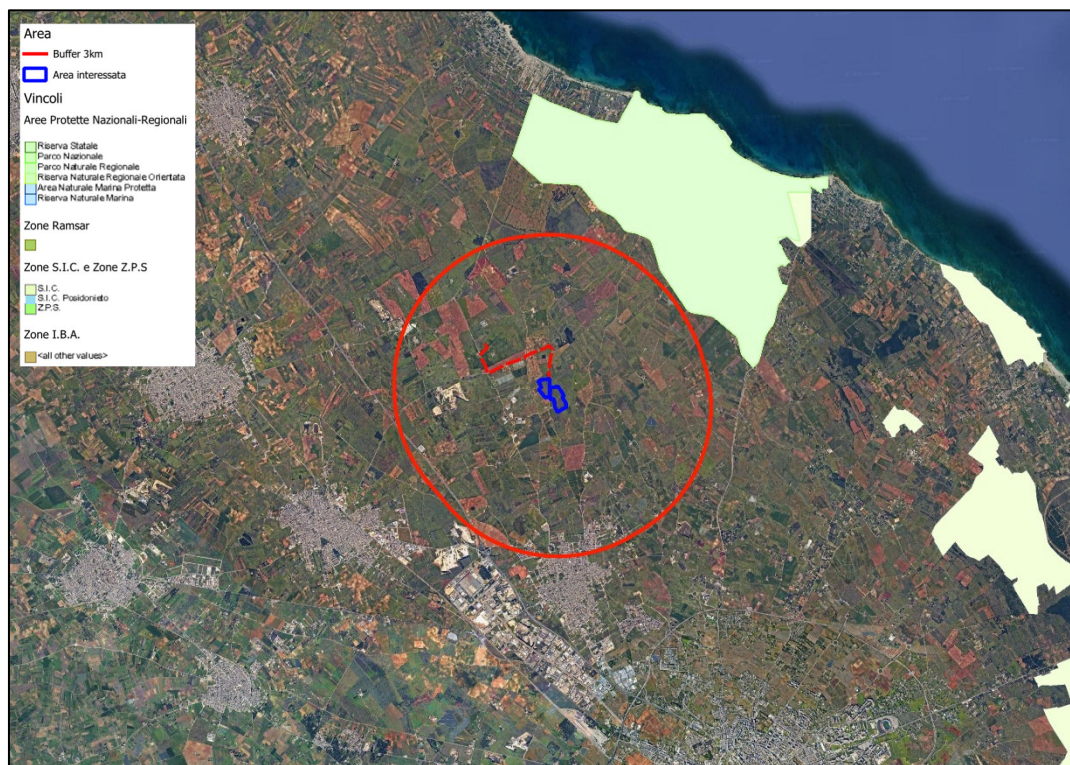 Area
Buffer 3km
Area interessata
Vincoli
Aree Protette Nazionali-Regionali
Riserva Statale
Parco Nazionale
Parco Naturale Regionale
Riserva Naturale Regionale Orientata
Area Naturale Marina Protetta
Riserva Naturale Marina
Zone Ramsar
Zone S.I.C. e Zone Z.P.S
S.I.C.
S.I.C. Posidonieto
Z.P.S.
Zone I.B.A.
<all other values>